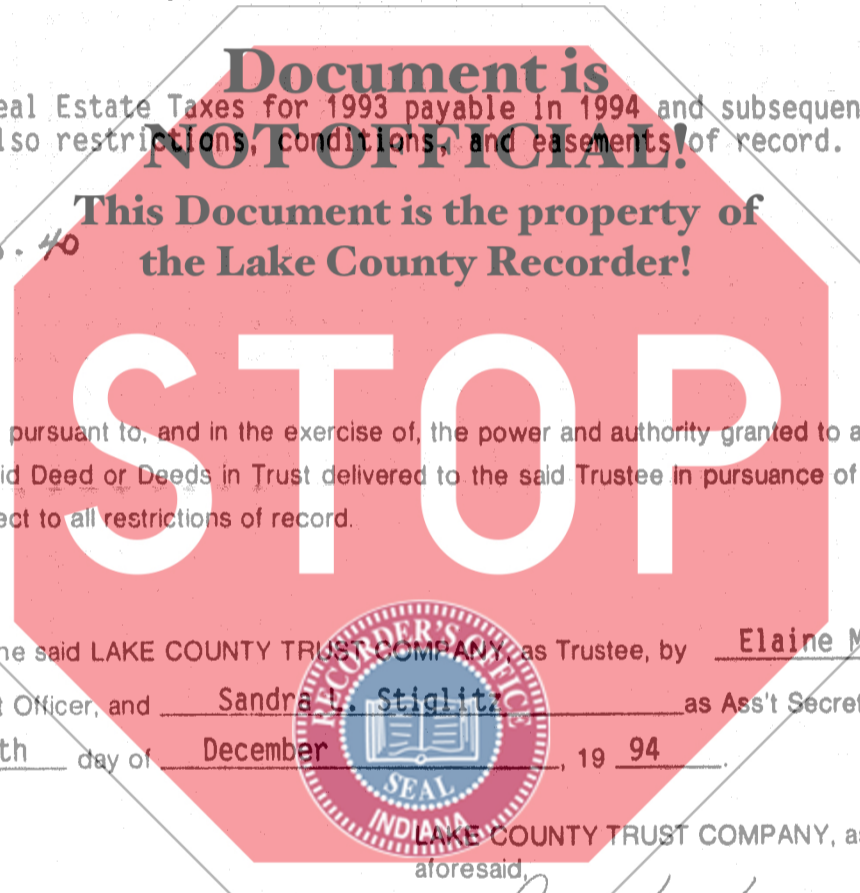 Document is
eal Estate Taxes for 1993 payable in 1994 and subsequen
NOT OFFICIAL!
lso restrictions, conditions, and easements of record.
This Document is the property of
. 40
the Lake County Recorder!
STOP
pursuant to, and in the exercise of, the power and authority granted to a
id Deed or Deeds in Trust delivered to the said Trustee in pursuance of
ect to all restrictions of record.
he said LAKE COUNTY TRUST COMPANY, as Trustee, by Elaine M
t Officer, and Sandra L. Stiglitz as Ass't Secret
th day of December, 19 94.
RECORDER'S OFFICE
SEAL
INDIANA
LAKE COUNTY TRUST COMPANY, as
aforesaid,